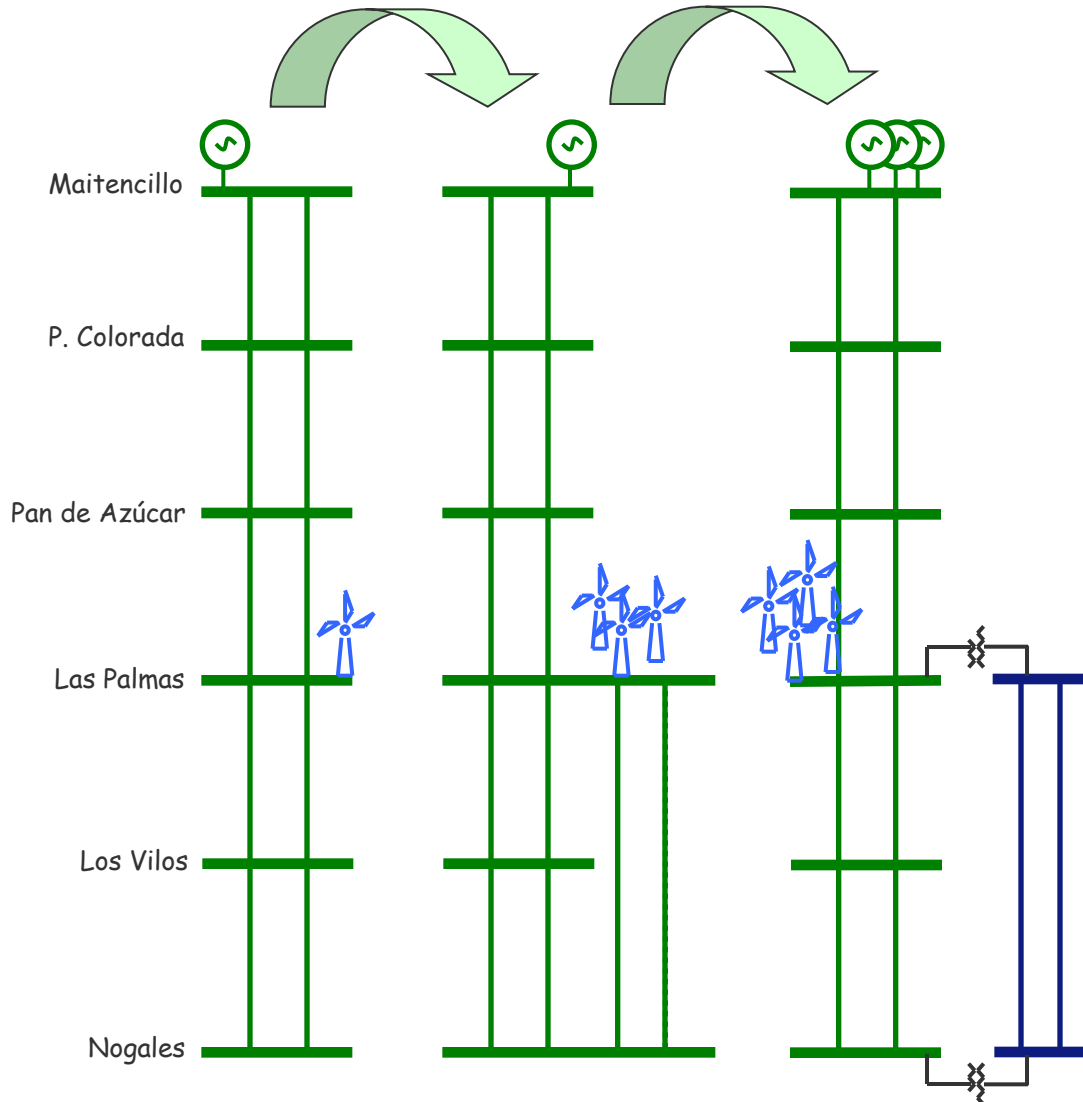 Maitencillo
P. Colorada
Pan de Azúcar
Las Palmas
Los Vilos
Nogales